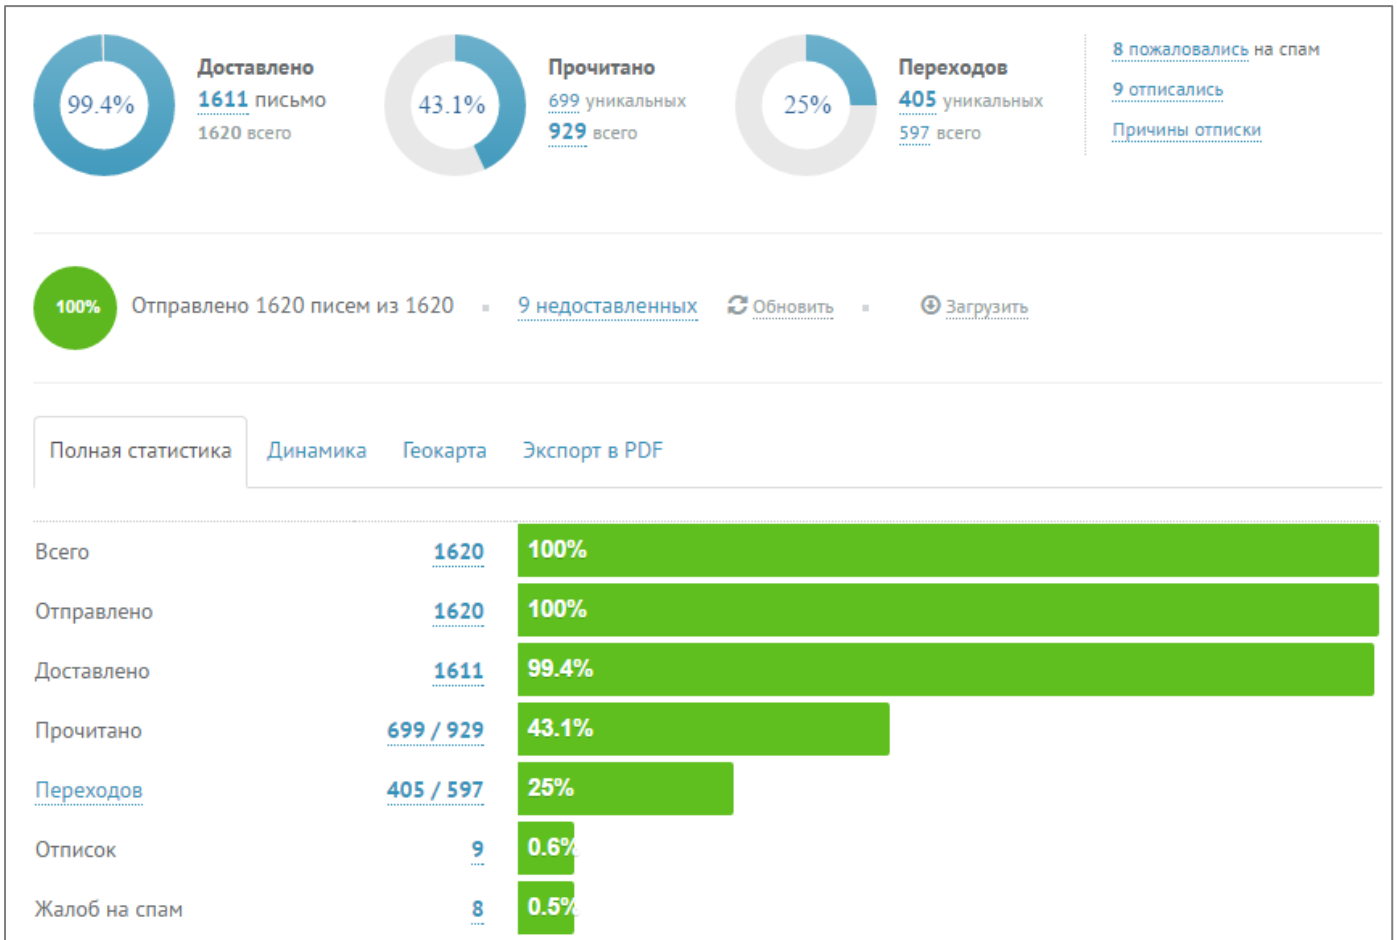 99.4%
Доставлено
1611 письмо
1620 всего
43.1%
Прочитано
699 уникальных
929 всего
25%
Переходов
405 уникальных
597 всего
8 пожаловались на спам
9 отписались
Причины отписки
100% Отправлено 1620 писем из 1620 9 недоставленных Обновить Загрузить
Полная статистика Динамика Геокарта Экспорт в PDF
Всего 1620 100%
Отправлено 1620 100%
Доставлено 1611 99.4%
Прочитано 699 / 929 43.1%
Переходов 405 / 597 25%
Отписок 9 0.6%
Жалоб на спам 8 0.5%